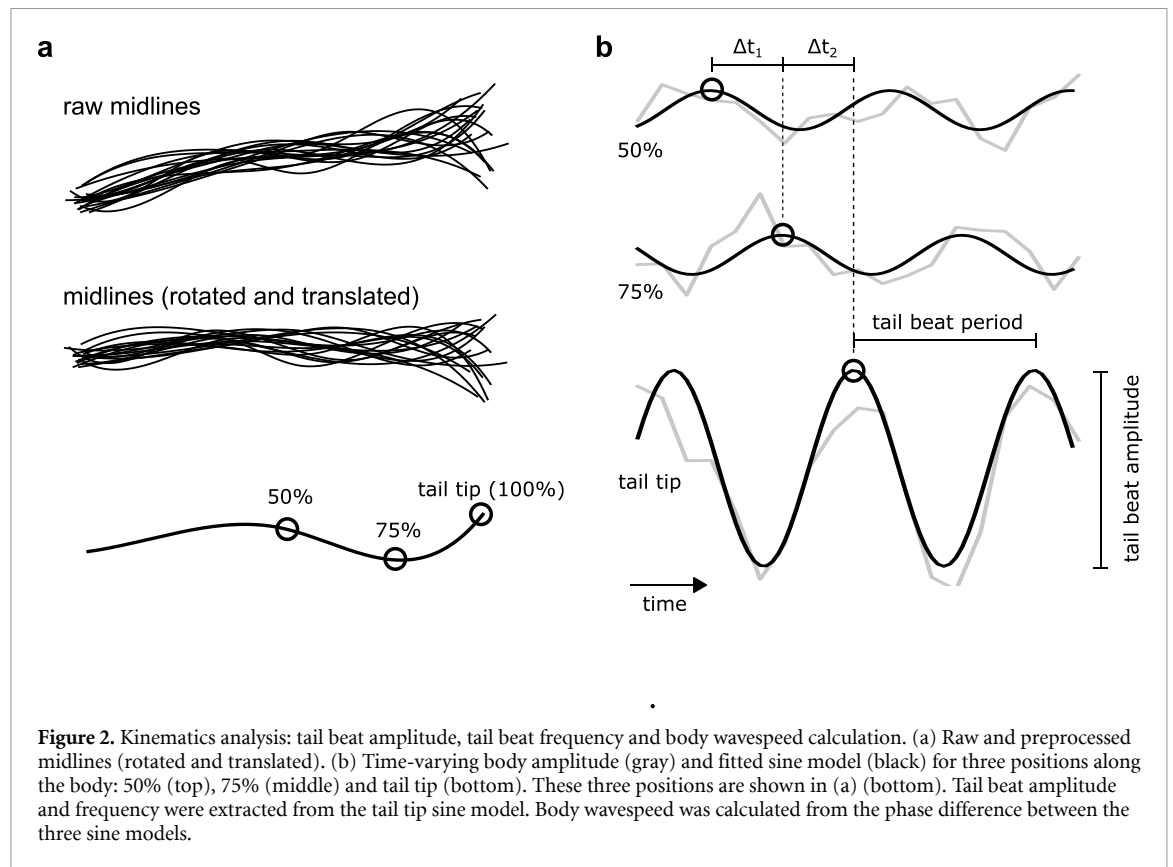 a
raw midlines
midlines (rotated and translated)
50%
75%
tail tip (100%)
b
Δt1
Δt2
50%
75%
tail beat period
tail tip
tail beat amplitude
time
Figure 2. Kinematics analysis: tail beat amplitude, tail beat frequency and body wavespeed calculation. (a) Raw and preprocessed
midlines (rotated and translated). (b) Time-varying body amplitude (gray) and fitted sine model (black) for three positions along
the body: 50% (top), 75% (middle) and tail tip (bottom). These three positions are shown in (a) (bottom). Tail beat amplitude
and frequency were extracted from the tail tip sine model. Body wavespeed was calculated from the phase difference between the
three sine models.